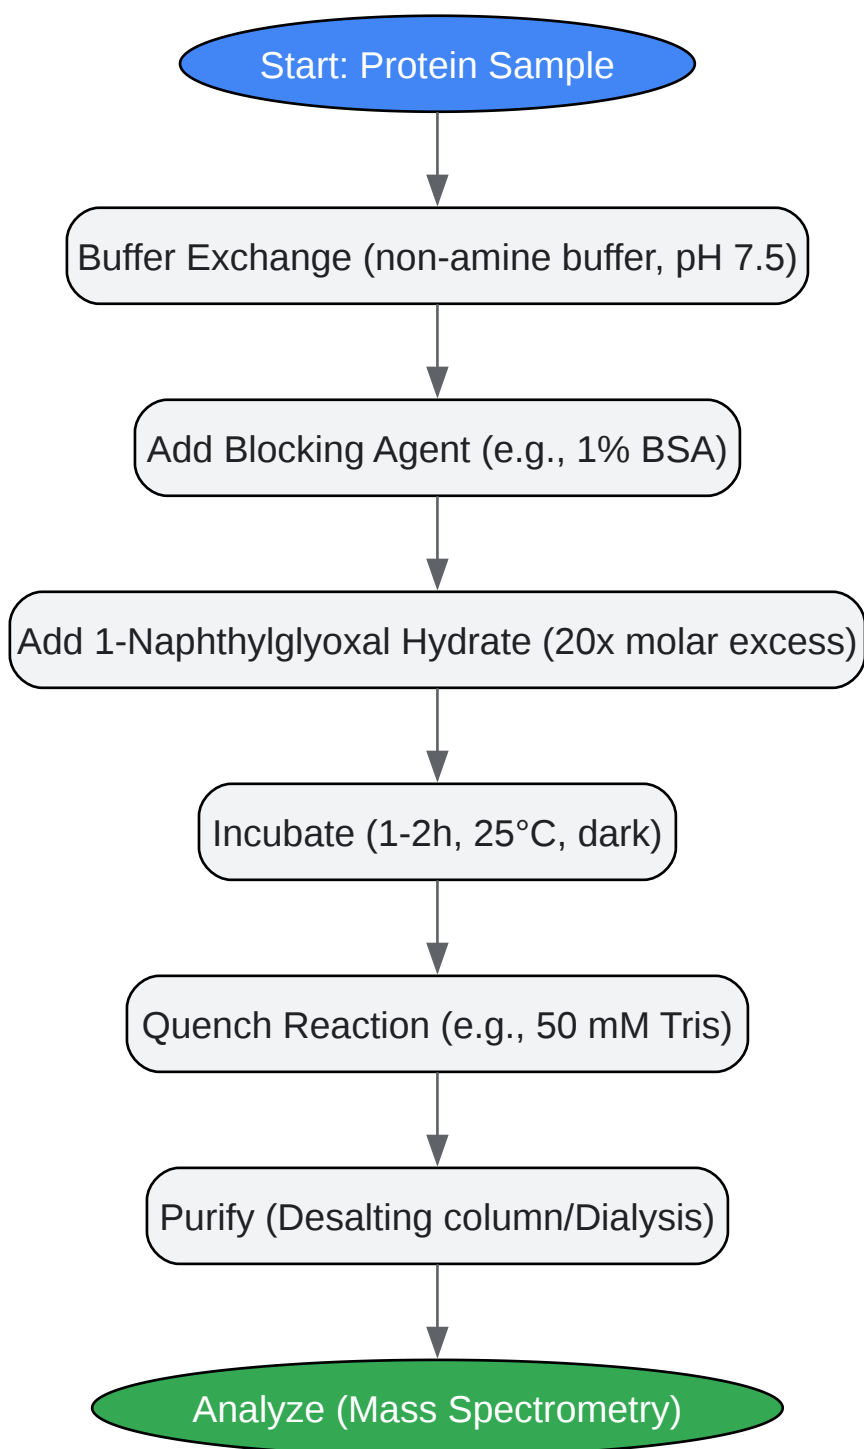 Start: Protein Sample
Buffer Exchange (non-amine buffer, pH 7.5)
Add Blocking Agent (e.g., 1% BSA)
Add 1-Naphthylglyoxal Hydrate (20x molar excess)
Incubate (1-2h, 25°C, dark)
Quench Reaction (e.g., 50 mM Tris)
Purify (Desalting column/Dialysis)
Analyze (Mass Spectrometry)